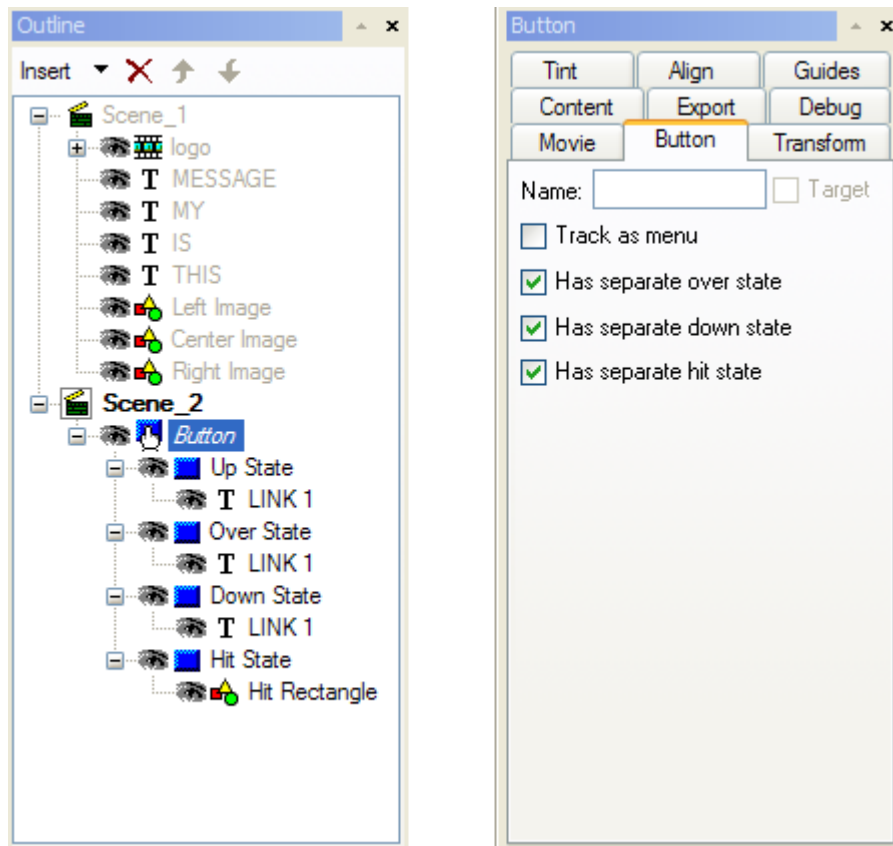 Outline
Insert
Scene_1
logo
T MESSAGE
T MY
T IS
T THIS
Left Image
Center Image
Right Image
Scene_2
Button
Up State
T LINK 1
Over State
T LINK 1
Down State
T LINK 1
Hit State
Hit Rectangle
Button
Tint Align Guides
Content Export Debug
Movie Button Transform
Name: Target
Track as menu
Has separate over state
Has separate down state
Has separate hit state